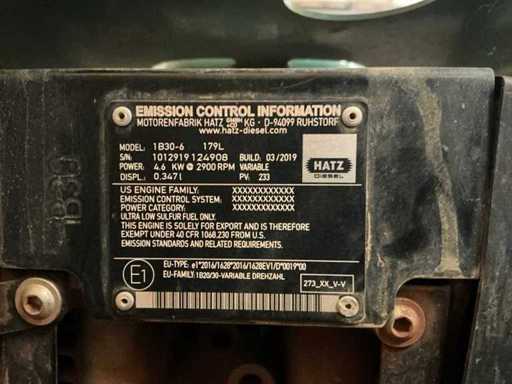 EMISSION CONTROL INFORMATION
MOTORENFABRIK HATZ GMBH +CO KG · D-94099 RUHSTORF
www.hatz-diesel.com
MODEL: 1B30-6 179L
S/N: 1012919124908 BUILD: 03/2019
POWER: 4.6 KW @ 2900 RPM VARIABLE
DISPL.: 0.347l PV: 233
HATZ
DIESEL
US ENGINE FAMILY: XXXXXXXXXXXX
EMISSION CONTROL SYSTEM: XXXXXXXXXXXX
POWER CATEGORY: XXXXXXXXXXXX
ULTRA LOW SULFUR FUEL ONLY.
THIS ENGINE IS SOLELY FOR EXPORT AND IS THEREFORE
EXEMPT UNDER 40 CFR 1068.230 FROM U.S.
EMISSION STANDARDS AND RELATED REQUIREMENTS.
E1
EU-TYPE: e1*2016/1628*2016/1628EV1/D*0019*00
EU-FAMILY:1B20/30-VARIABLE DREHZAHL
273_XX_V-V